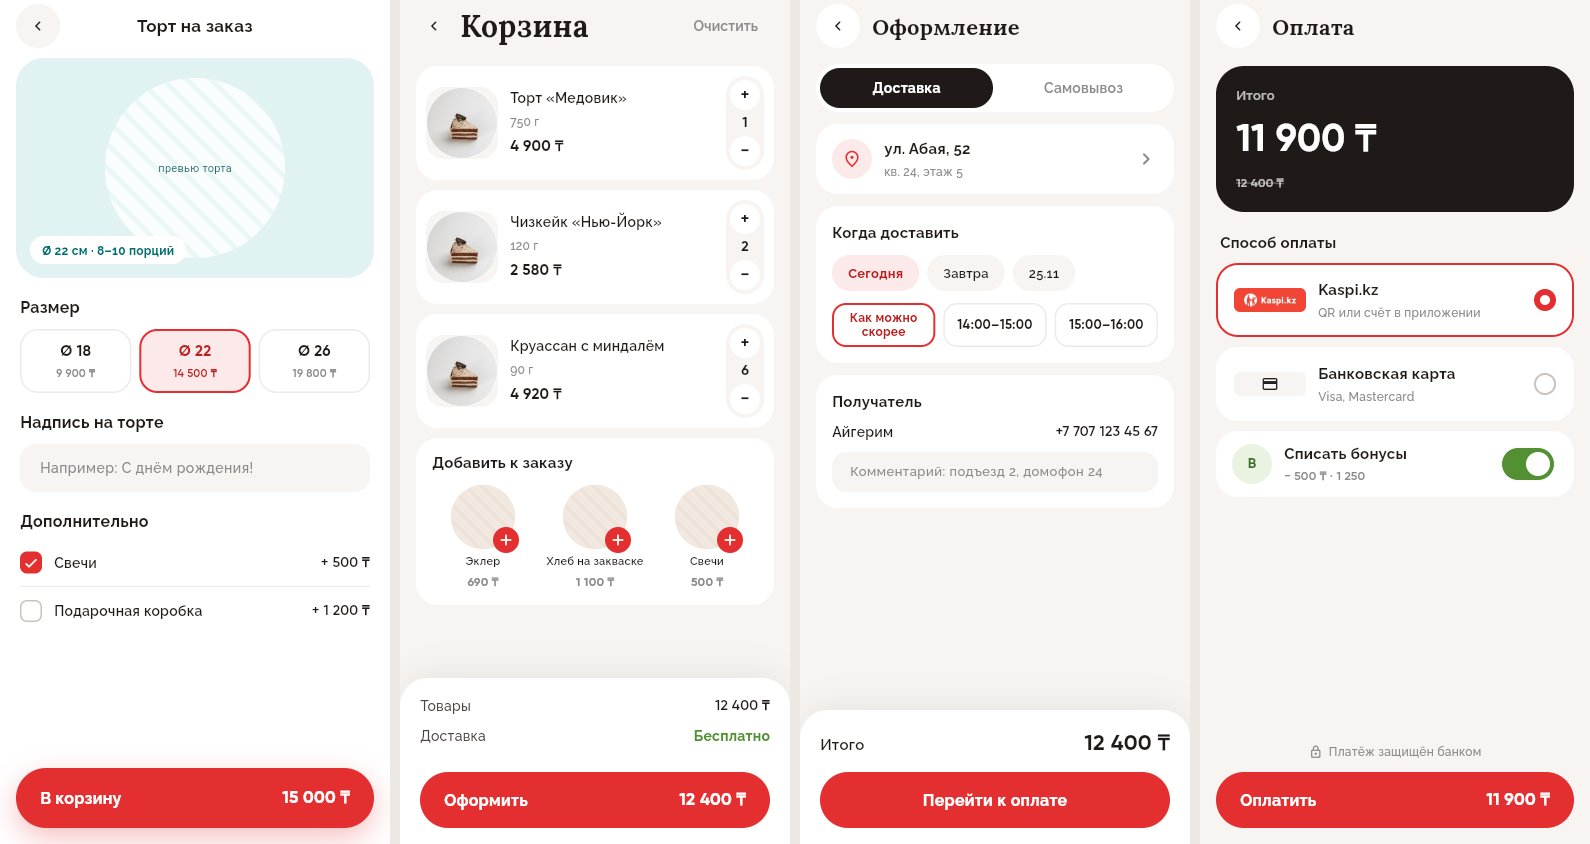 Торт на заказ
превью торта
Ø 22 см · 8–10 порций
Размер
Ø 18
9 900 ₸
Ø 22
14 500 ₸
Ø 26
19 800 ₸
Надпись на торте
Например: С днём рождения!
Дополнительно
Свечи
+ 500 ₸
Подарочная коробка
+ 1 200 ₸
В корзину
15 000 ₸
Корзина
Очистить
Торт «Медовик»
750 г
4 900 ₸
+
1
−
Чизкейк «Нью-Йорк»
120 г
2 580 ₸
+
2
−
Круассан с миндалём
90 г
4 920 ₸
+
6
−
Добавить к заказу
Эклер
690 ₸
Хлеб на закваске
1 100 ₸
Свечи
500 ₸
Товары
12 400 ₸
Доставка
Бесплатно
Оформить
12 400 ₸
Оформление
Доставка
Самовывоз
ул. Абая, 52
кв. 24, этаж 5
Когда доставить
Сегодня
Завтра
25.11
Как можно
скорее
14:00–15:00
15:00–16:00
Получатель
Айгерим
+7 707 123 45 67
Комментарий: подъезд 2, домофон 24
Итого
12 400 ₸
Перейти к оплате
Оплата
Итого
11 900 ₸
12 400 ₸
Способ оплаты
Kaspi.kz
Kaspi.kz
QR или счёт в приложении
Банковская карта
Visa, Mastercard
B
Списать бонусы
− 500 ₸ · 1 250
Платёж защищён банком
Оплатить
11 900 ₸